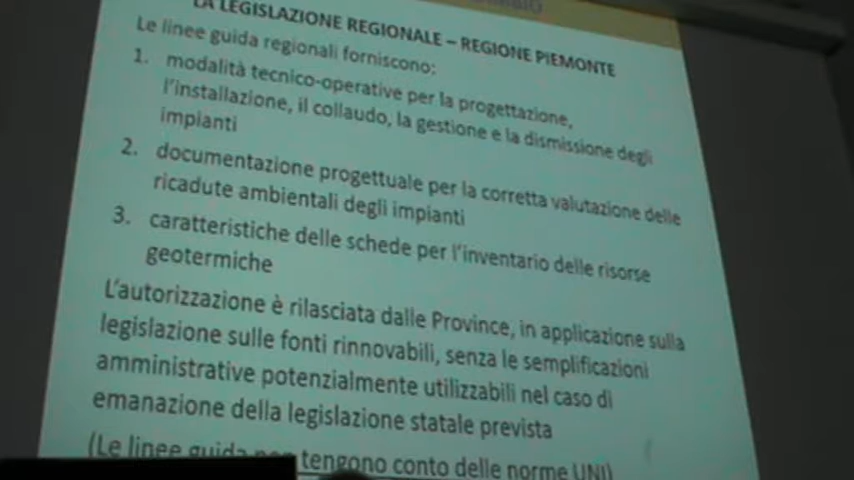 LA LEGISLAZIONE REGIONALE – REGIONE PIEMONTE
Le linee guida regionali forniscono:
1. modalità tecnico-operative per la progettazione,
l'installazione, il collaudo, la gestione e la dismissione degli
impianti
2. documentazione progettuale per la corretta valutazione delle
ricadute ambientali degli impianti
3. caratteristiche delle schede per l'inventario delle risorse
geotermiche
L'autorizzazione è rilasciata dalle Province, in applicazione sulla
legislazione sulle fonti rinnovabili, senza le semplificazioni
amministrative potenzialmente utilizzabili nel caso di
emanazione della legislazione statale prevista
(Le linee guida non tengono conto delle norme UNI)